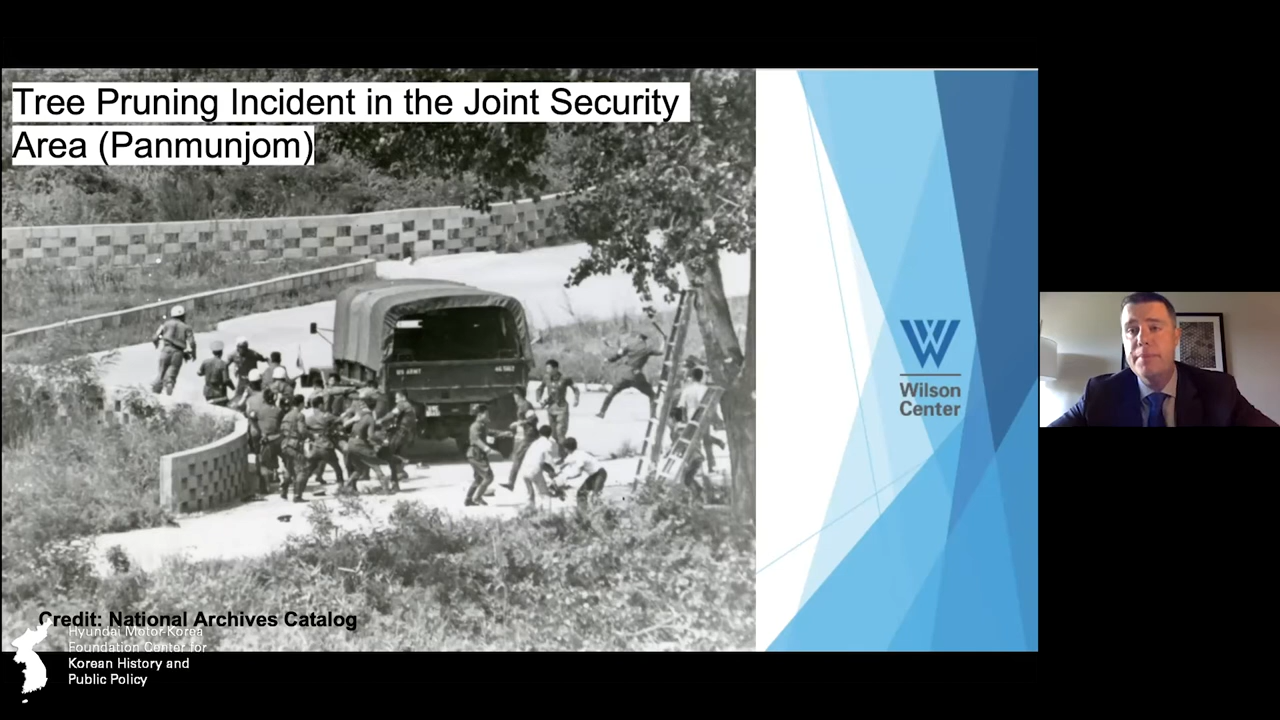 Tree Pruning Incident in the Joint Security
Area (Panmunjom)
Wilson
Center
Credit: National Archives Catalog
Hyundai Motor-Korea
Foundation Center for
Korean History and
Public Policy